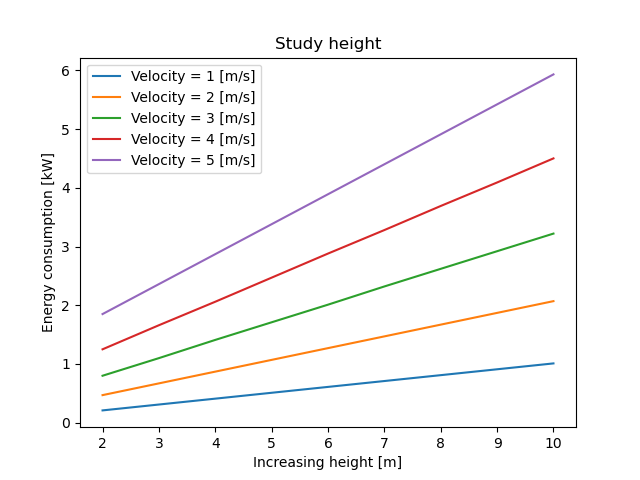 Study height
Velocity = 1 [m/s]
Velocity = 2 [m/s]
Velocity = 3 [m/s]
Velocity = 4 [m/s]
Velocity = 5 [m/s]
Energy consumption [kW]
6
5
4
3
2
1
0
2 3 4 5 6 7 8 9 10
Increasing height [m]